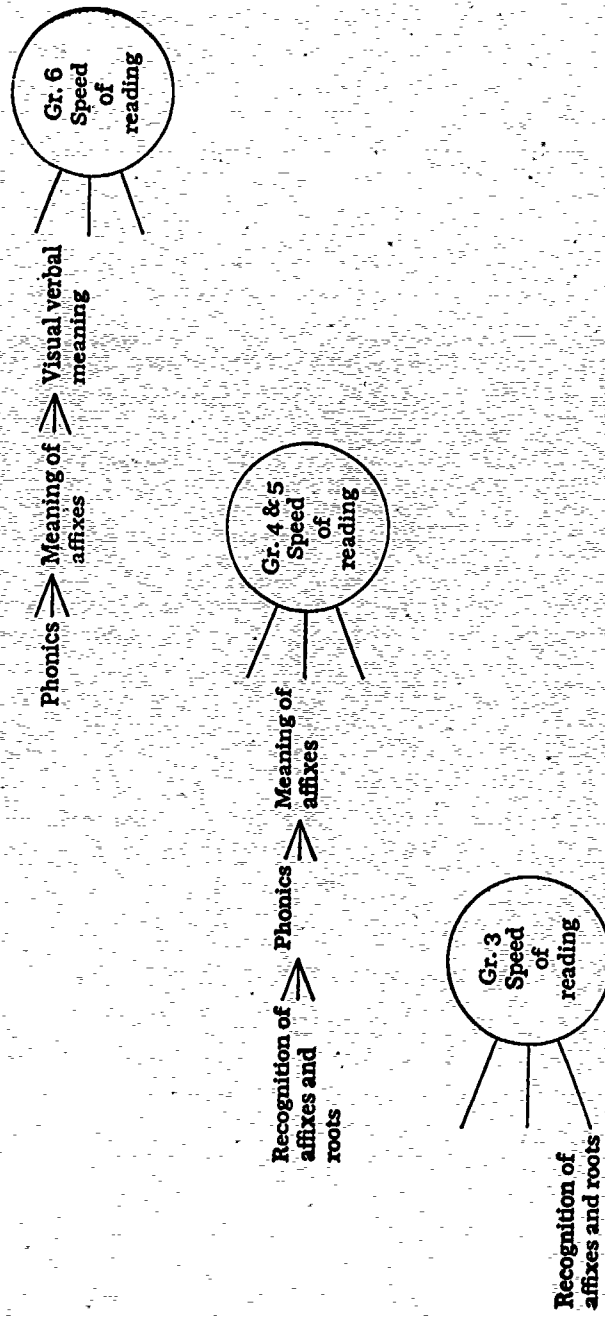 Phonics
Meaning of
affixes
Visual verbal
meaning
Gr. 6
Speed
of
reading
Recognition of
affixes and
roots
Phonics
Meaning of
affixes
Gr. 4 & 5
Speed
of
reading
Recognition of
affixes and roots
Gr. 3
Speed
of
reading